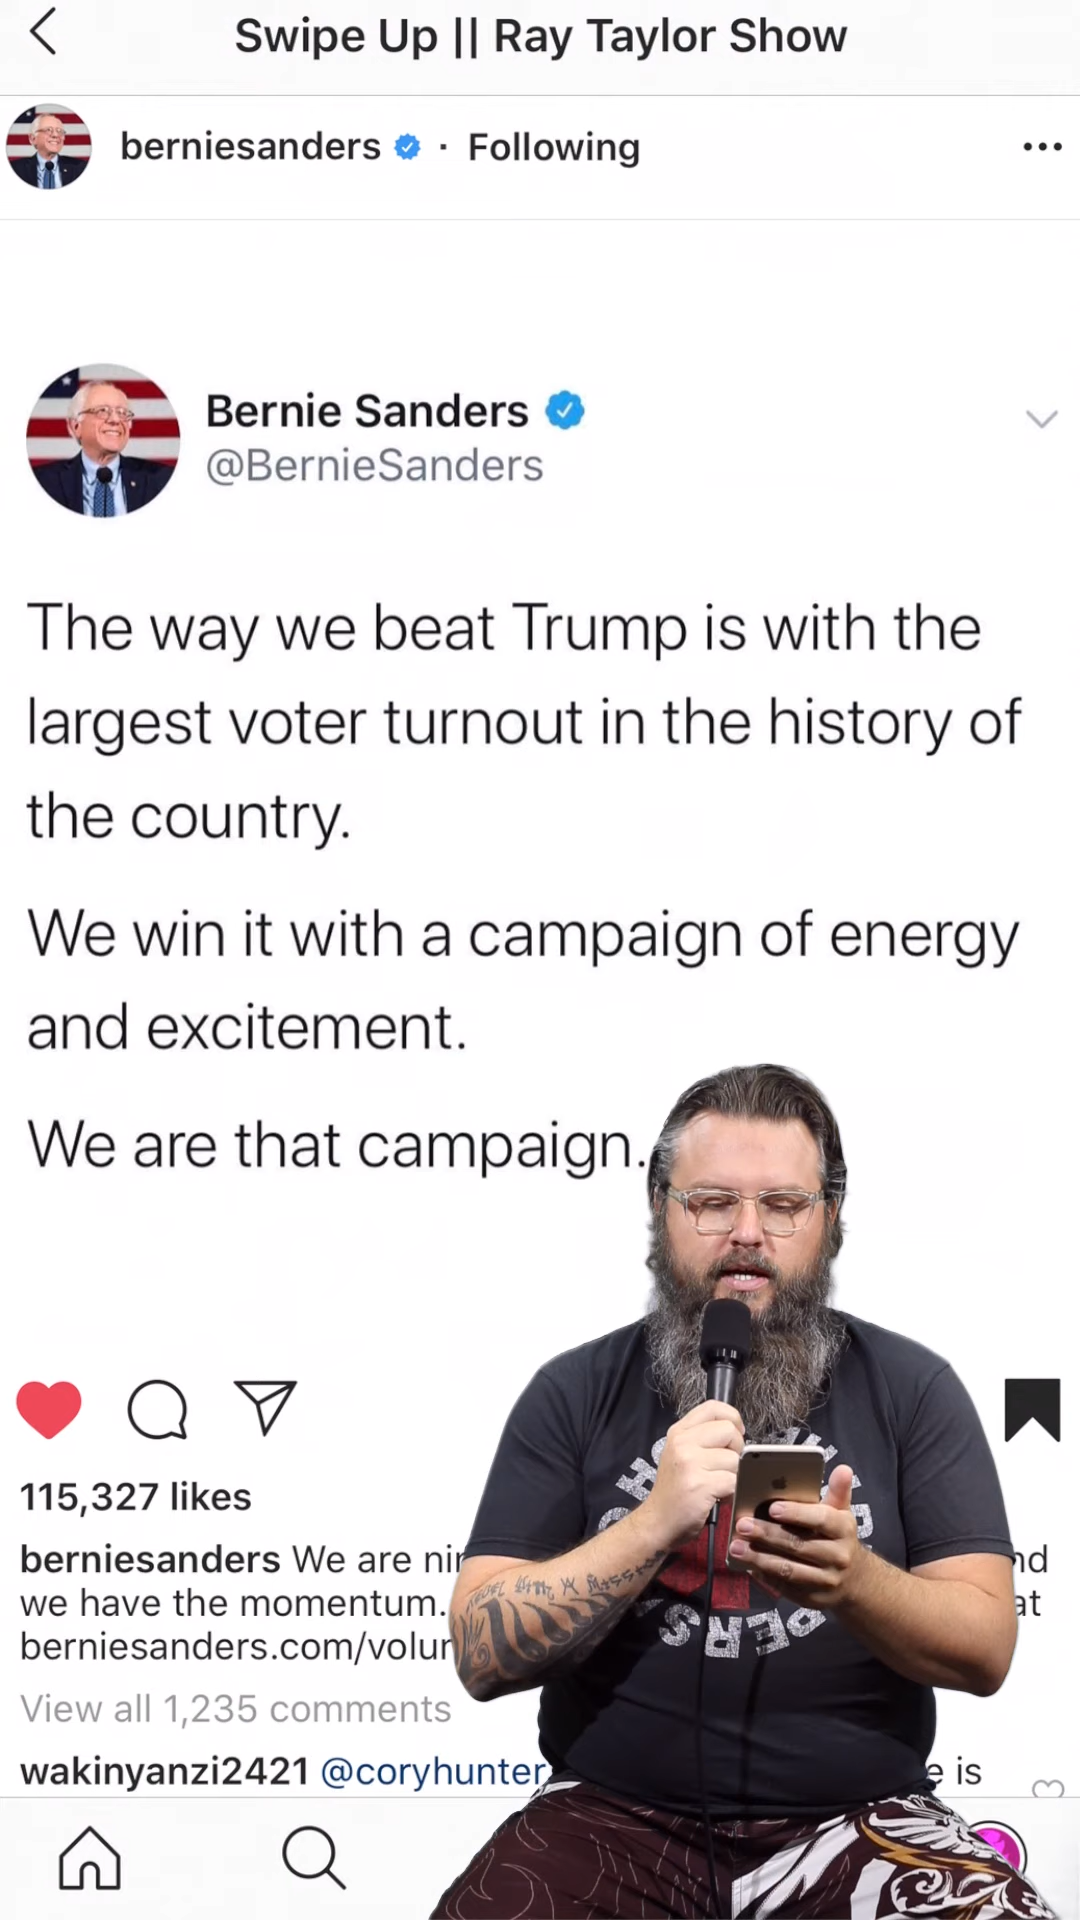 Swipe Up || Ray Taylor Show
berniesanders · Following
Bernie Sanders
@BernieSanders
The way we beat Trump is with the
largest voter turnout in the history of
the country.
We win it with a campaign of energy
and excitement.
We are that campaign.
115,327 likes
berniesanders We are
we have the momentum. at
berniesanders.com/
View all 1,235 comments
wakinyanzi2421 @coryhunter is